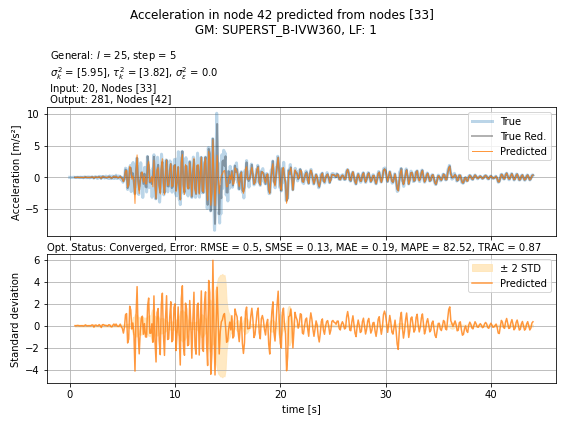 Acceleration in node 42 predicted from nodes [33]
GM: SUPERST_B-IVW360, LF: 1
General: l = 25, step = 5
σ²ₖ = [5.95], τ²ₖ = [3.82], σ²ε = 0.0
Input: 20, Nodes [33]
Output: 281, Nodes [42]
Acceleration [m/s²]
10
5
0
−5
True
True Red.
Predicted
Opt. Status: Converged, Error: RMSE = 0.5, SMSE = 0.13, MAE = 0.19, MAPE = 82.52, TRAC = 0.87
Standard deviation
6
4
2
0
−2
−4
± 2 STD
Predicted
0
10
20
30
40
time [s]